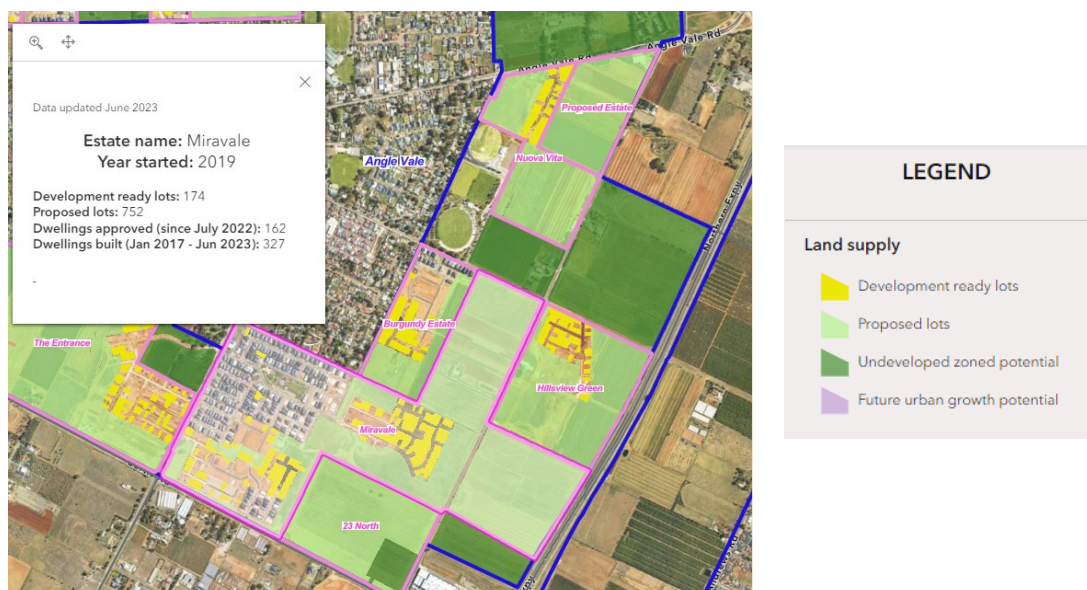 Data updated June 2023
Estate name: Miravale
Year started: 2019
Development ready lots: 174
Proposed lots: 752
Dwellings approved (since July 2022): 162
Dwellings built (Jan 2017 - Jun 2023): 327
-
Angle Vale Rd
Angle Vale Rd
Proposed Estate
Angle Vale
Nuova Vita
Northern Expy
Burgundy Estate
The Entrance
Hillsview Green
Miravale
23 North
Andrews Rd
LEGEND
Land supply
Development ready lots
Proposed lots
Undeveloped zoned potential
Future urban growth potential